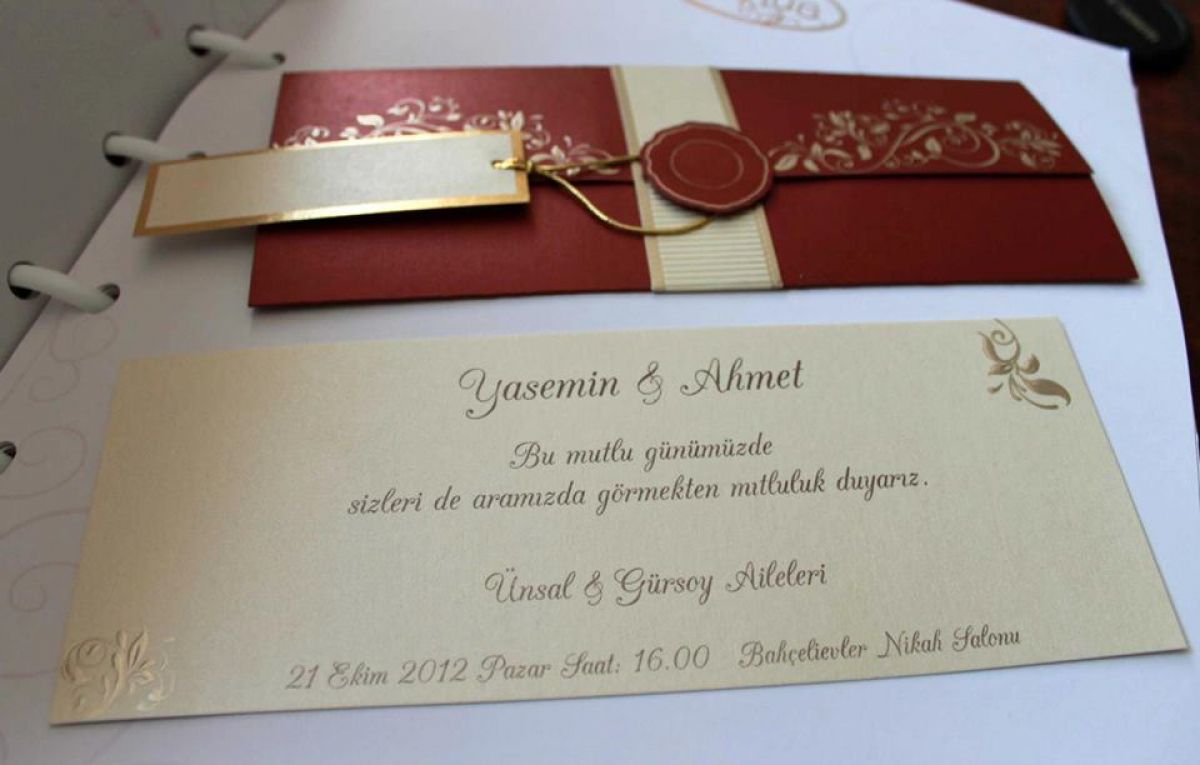 Yasemin & Ahmet
Bu mutlu günümüzde
sizleri de aramızda görmekten mıtluluk duyarız.
Ünsal & Gürsoy Aileleri
21 Ekim 2012 Pazar Saat: 16.00 Bahçelievler Nikah Salonu